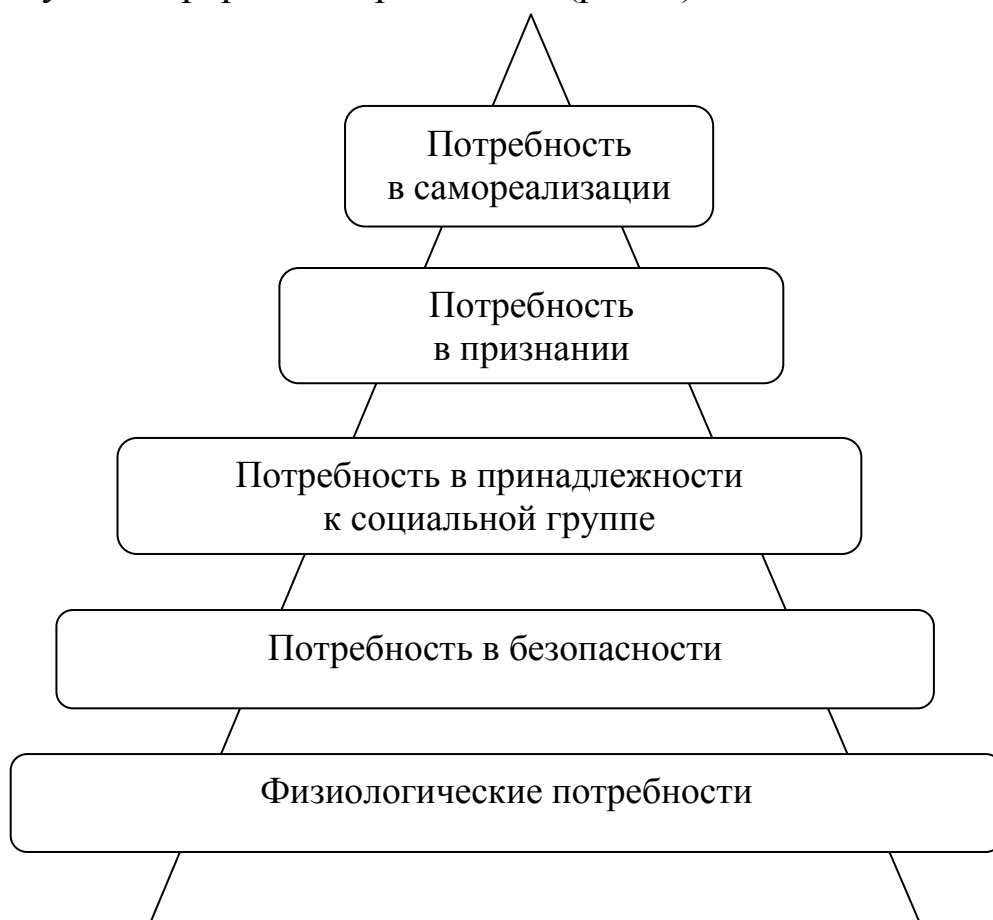 Потребность
в самореализации
Потребность
в признании
Потребность в принадлежности
к социальной группе
Потребность в безопасности
Физиологические потребности